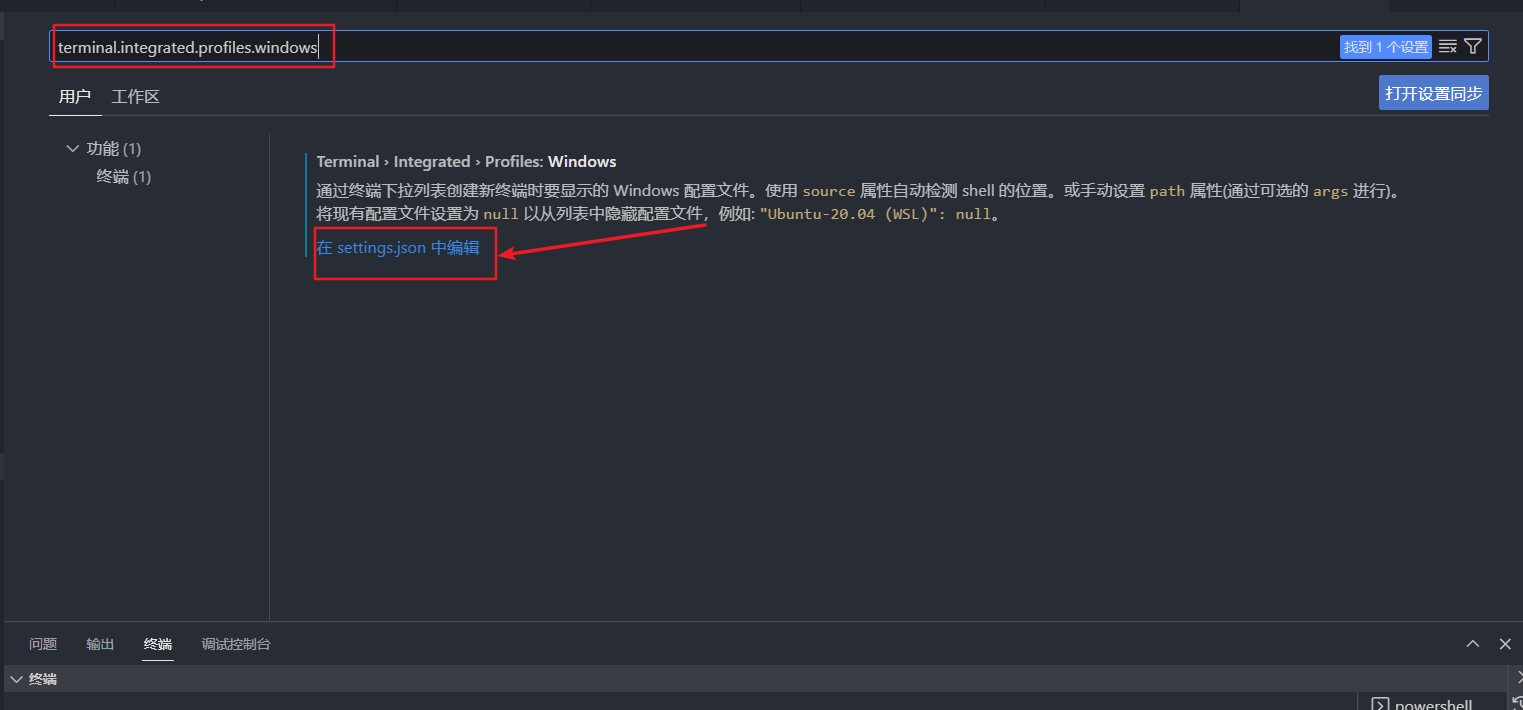 terminal.integrated.profiles.windows
找到 1 个设置
用户 工作区
打开设置同步
功能 (1)
终端 (1)
Terminal › Integrated › Profiles: Windows
通过终端下拉列表创建新终端时要显示的 Windows 配置文件。使用 source 属性自动检测 shell 的位置。或手动设置 path 属性(通过可选的 args 进行)。
将现有配置文件设置为 null 以从列表中隐藏配置文件，例如: "Ubuntu-20.04 (WSL)": null。
在 settings.json 中编辑
问题 输出 终端 调试控制台
终端
powershell